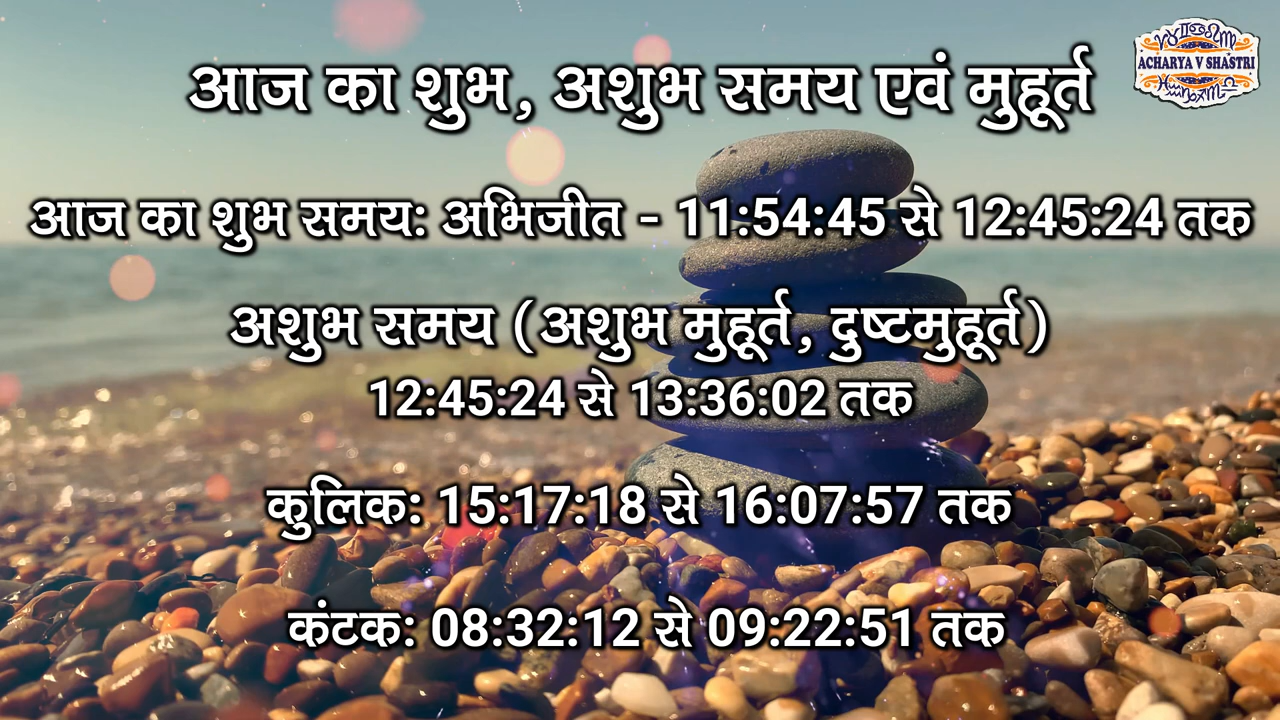 आज का शुभ, अशुभ समय एवं मुहूर्त
ACHARYA V SHASTRI
आज का शुभ समय: अभिजीत - 11:54:45 से 12:45:24 तक
अशुभ समय (अशुभ मुहूर्त, दुष्टमुहूर्त)
12:45:24 से 13:36:02 तक
कुलिक: 15:17:18 से 16:07:57 तक
कंटक: 08:32:12 से 09:22:51 तक